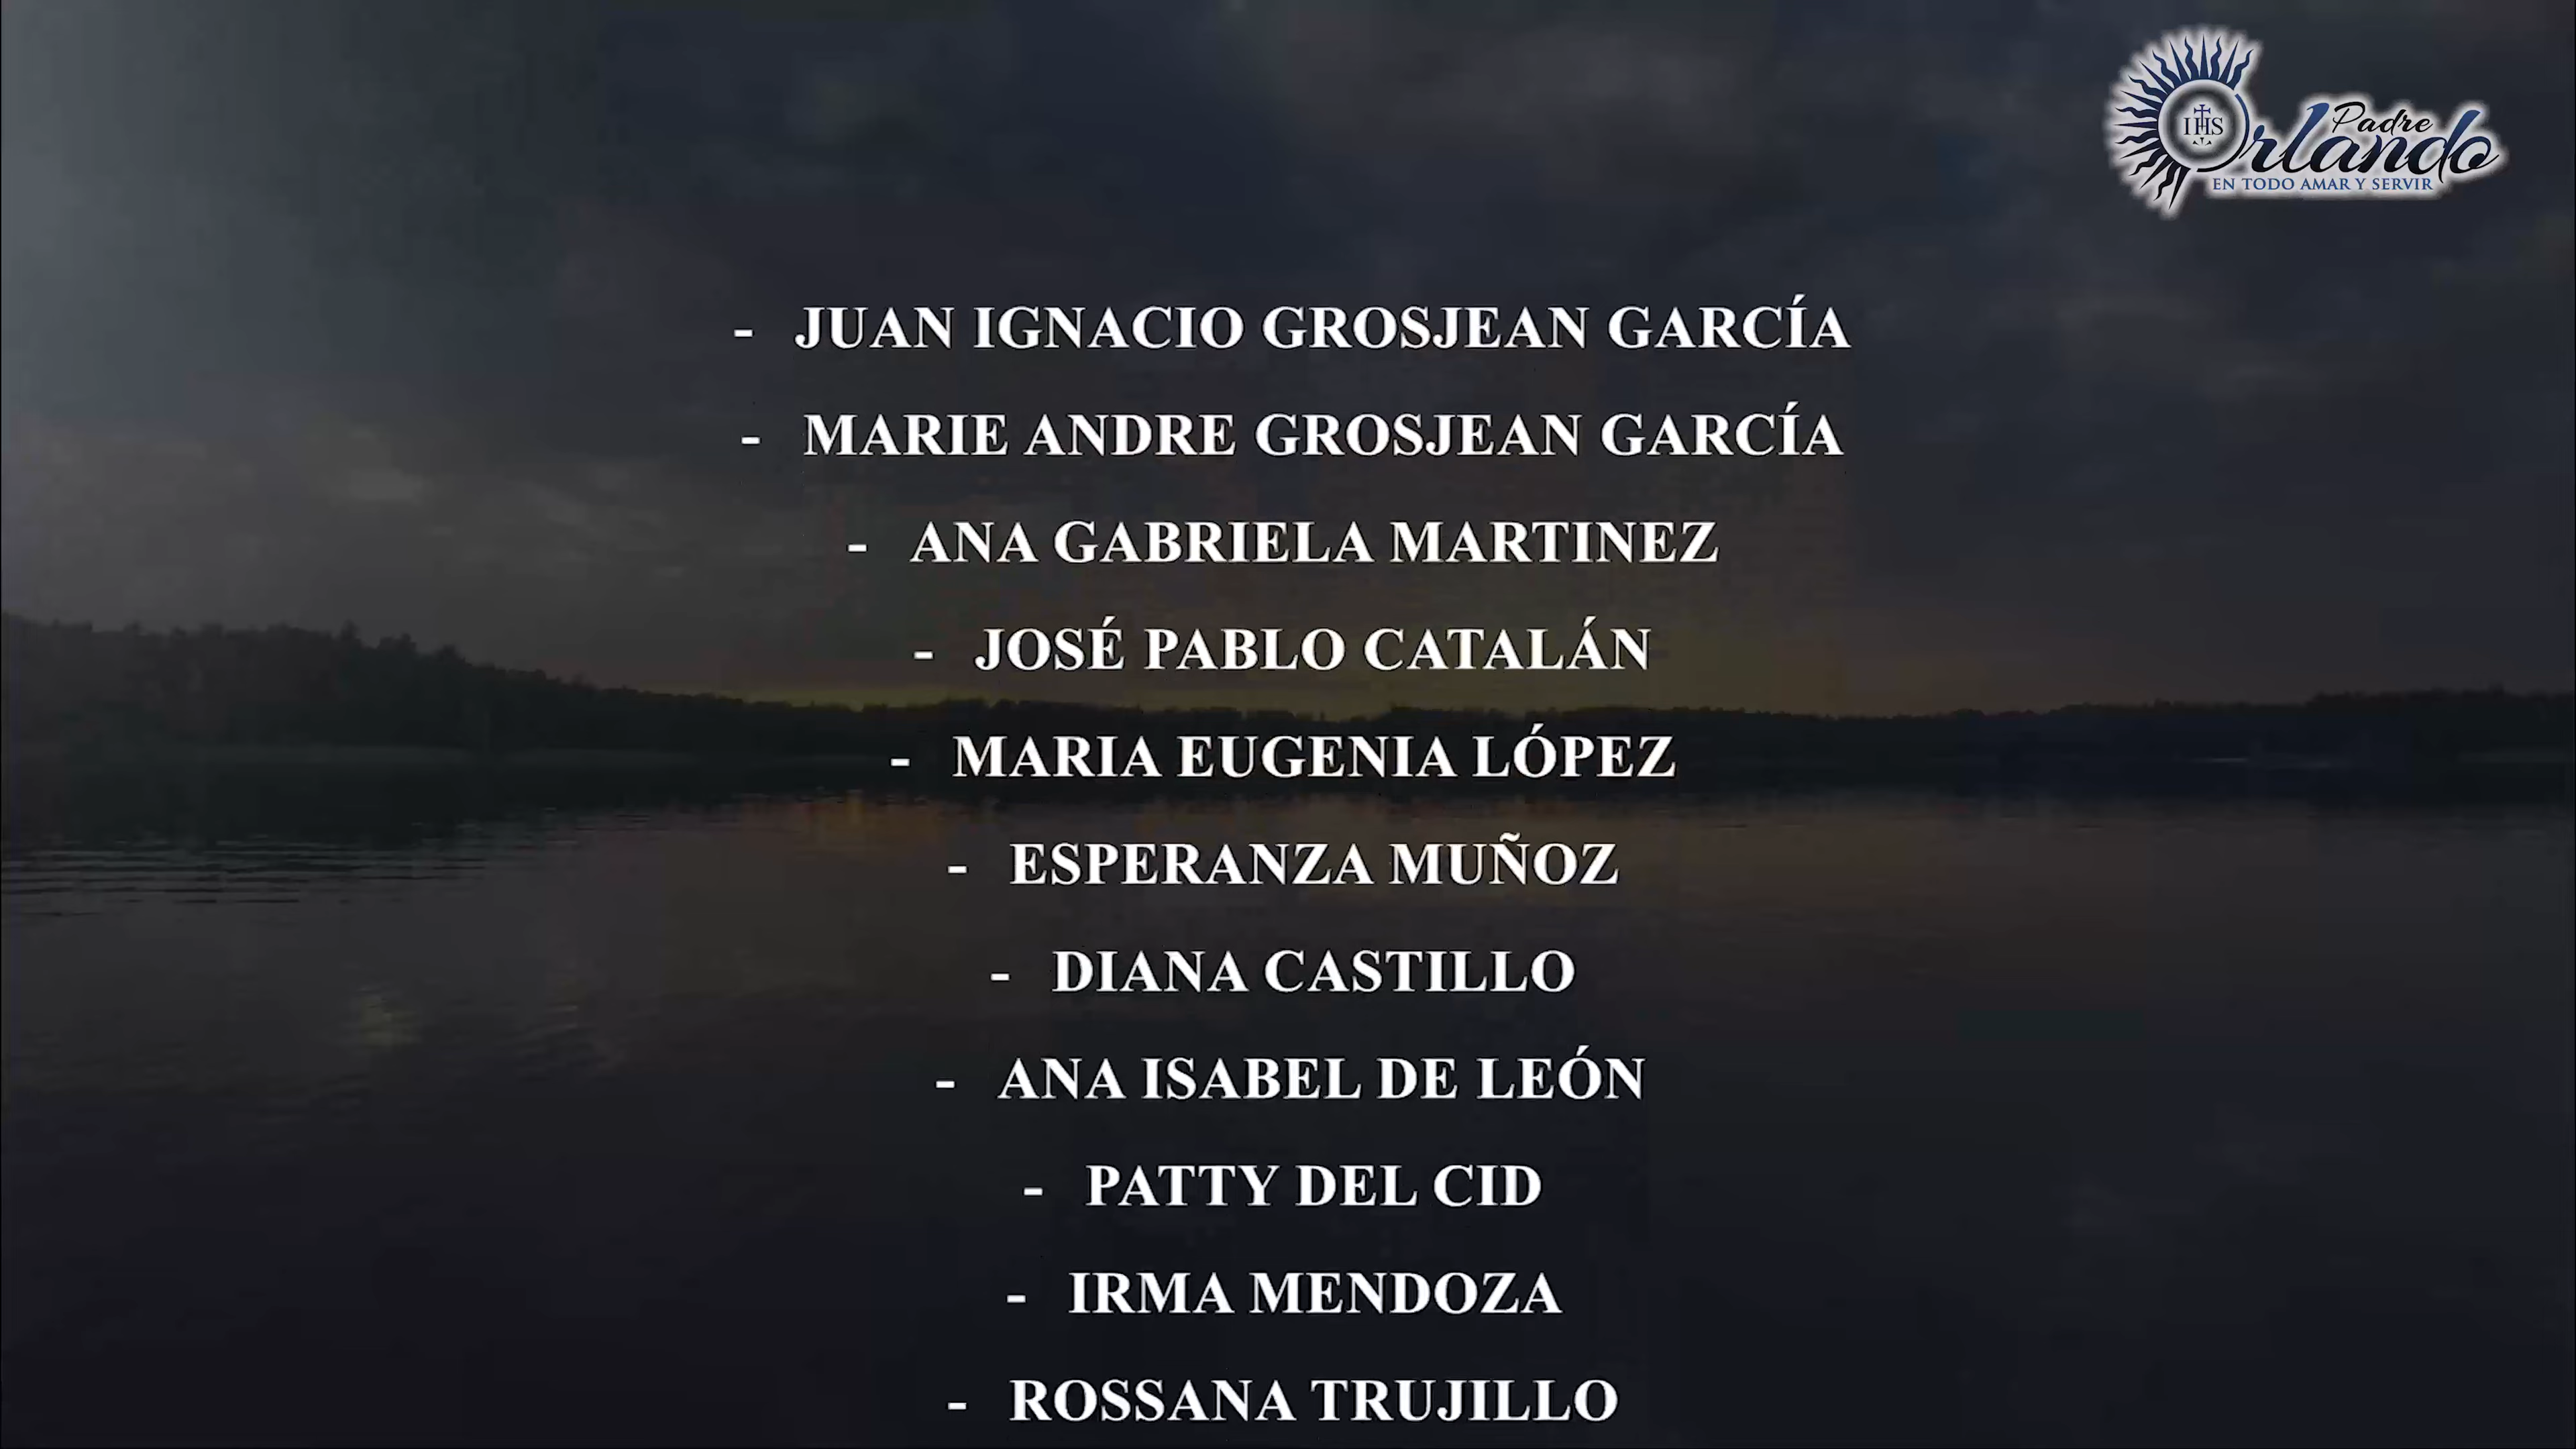 IHS
Padre
Orlando
EN TODO AMAR Y SERVIR
- JUAN IGNACIO GROSJEAN GARCÍA
- MARIE ANDRE GROSJEAN GARCÍA
- ANA GABRIELA MARTINEZ
- JOSÉ PABLO CATALÁN
- MARIA EUGENIA LÓPEZ
- ESPERANZA MUÑOZ
- DIANA CASTILLO
- ANA ISABEL DE LEÓN
- PATTY DEL CID
- IRMA MENDOZA
- ROSSANA TRUJILLO